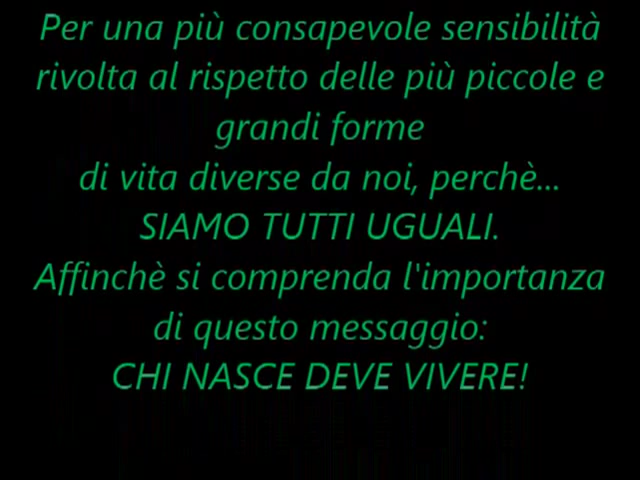 Per una più consapevole sensibilità
rivolta al rispetto delle più piccole e
grandi forme
di vita diverse da noi, perchè...
SIAMO TUTTI UGUALI.
Affinchè si comprenda l'importanza
di questo messaggio:
CHI NASCE DEVE VIVERE!